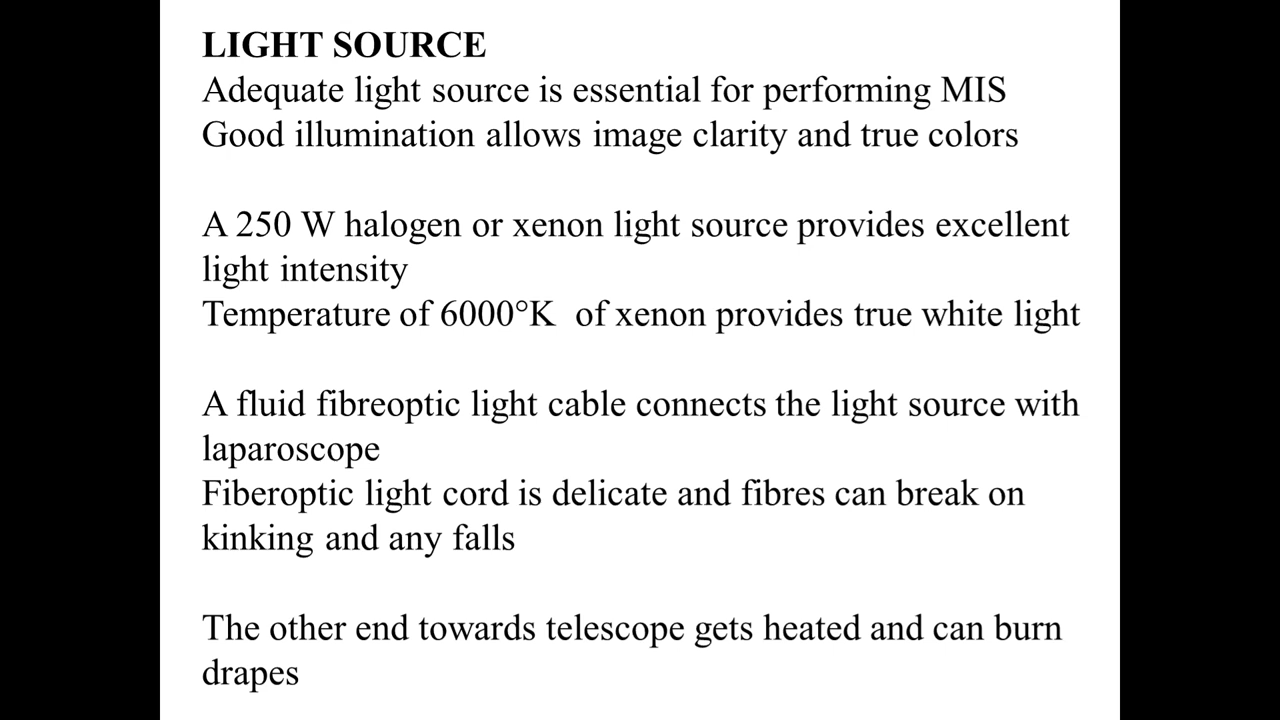 LIGHT SOURCE
Adequate light source is essential for performing MIS
Good illumination allows image clarity and true colors
A 250 W halogen or xenon light source provides excellent
light intensity
Temperature of 6000°K  of xenon provides true white light
A fluid fibreoptic light cable connects the light source with
laparoscope
Fiberoptic light cord is delicate and fibres can break on
kinking and any falls
The other end towards telescope gets heated and can burn
drapes